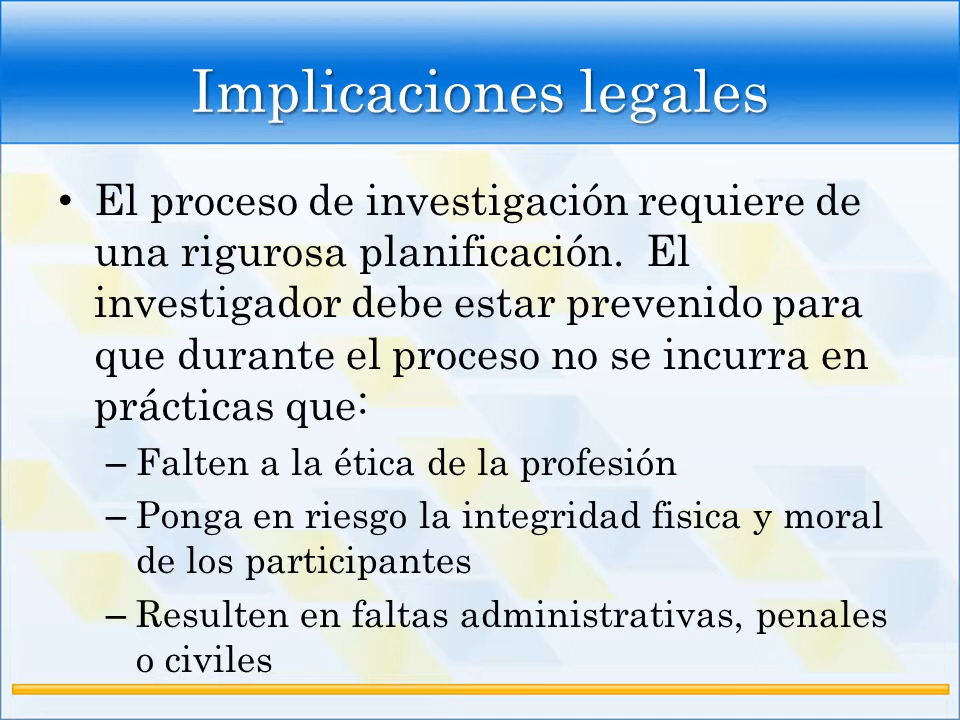 Implicaciones legales
• El proceso de investigación requiere de
una rigurosa planificación.  El
investigador debe estar prevenido para
que durante el proceso no se incurra en
prácticas que:
– Falten a la ética de la profesión
– Ponga en riesgo la integridad fisica y moral
de los participantes
– Resulten en faltas administrativas, penales
o civiles